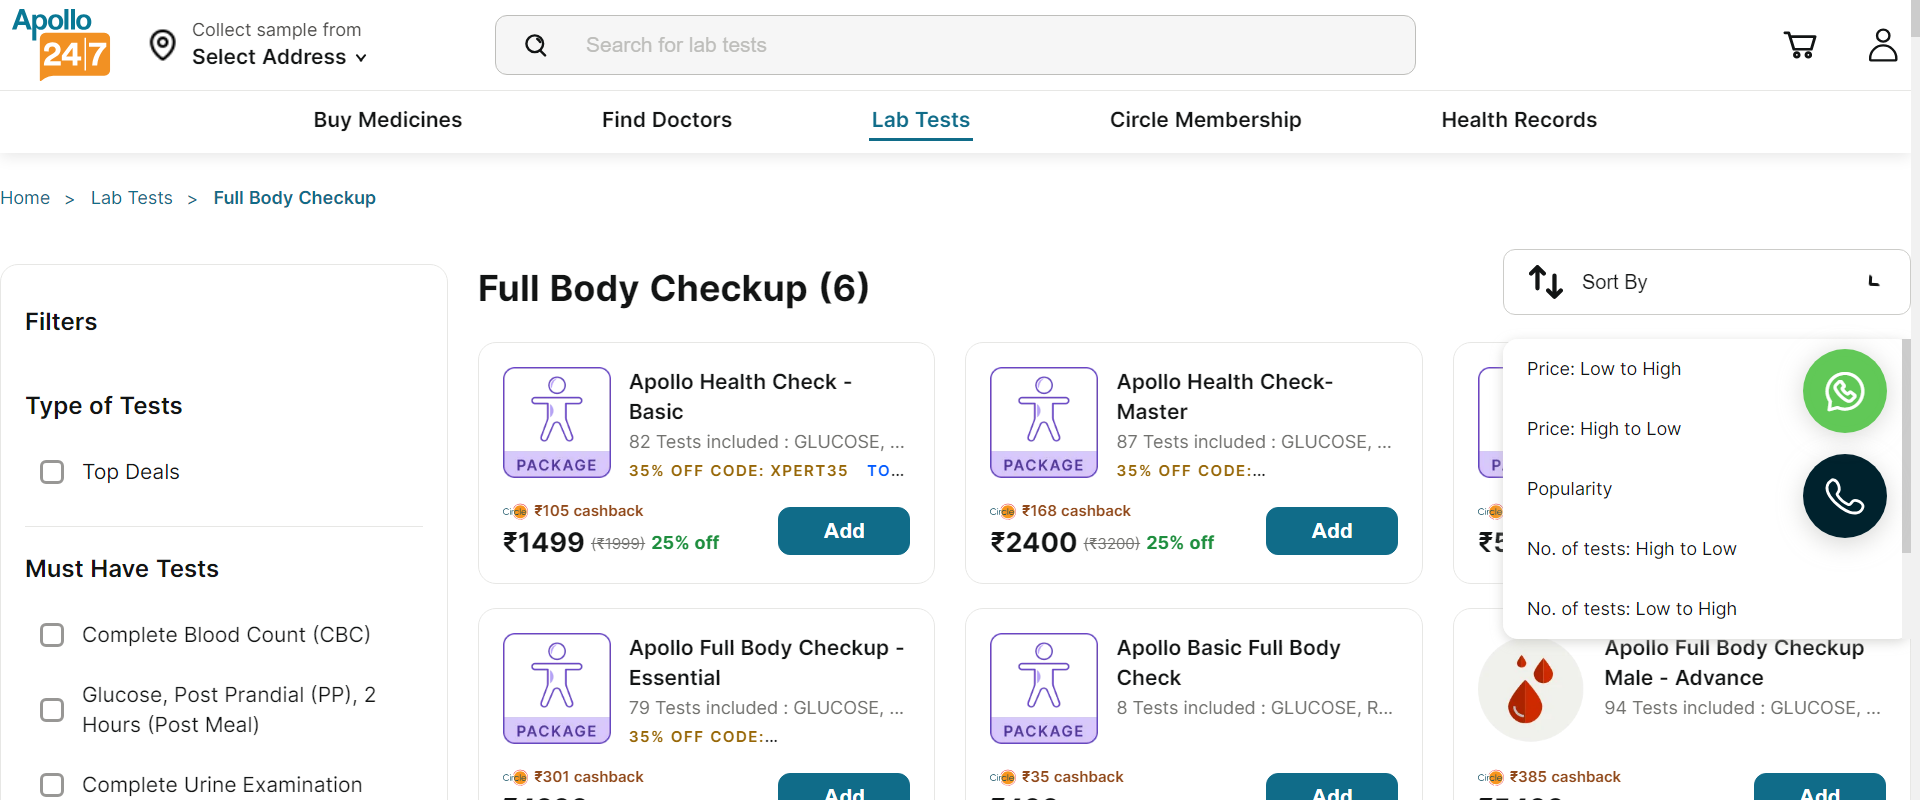 Apollo
24|7
Collect sample from
Select Address
Search for lab tests
Buy Medicines
Find Doctors
Lab Tests
Circle Membership
Health Records
Home > Lab Tests > Full Body Checkup
Filters
Type of Tests
Top Deals
Must Have Tests
Complete Blood Count (CBC)
Glucose, Post Prandial (PP), 2
Hours (Post Meal)
Complete Urine Examination
Full Body Checkup (6)
Sort By
Price: Low to High
Price: High to Low
Popularity
No. of tests: High to Low
No. of tests: Low to High
PACKAGE
Apollo Health Check -
Basic
82 Tests included : GLUCOSE, ...
35% OFF CODE: XPERT35 TO...
Circle ₹105 cashback
₹1499 (₹1999) 25% off
Add
PACKAGE
Apollo Health Check-
Master
87 Tests included : GLUCOSE, ...
35% OFF CODE:...
Circle ₹168 cashback
₹2400 (₹3200) 25% off
Add
Circle
PACKAGE
Apollo Full Body Checkup -
Essential
79 Tests included : GLUCOSE, ...
35% OFF CODE:...
Circle ₹301 cashback
Add
PACKAGE
Apollo Basic Full Body
Check
8 Tests included : GLUCOSE, R...
Circle ₹35 cashback
Add
Apollo Full Body Checkup
Male - Advance
94 Tests included : GLUCOSE, ...
Circle ₹385 cashback
Add